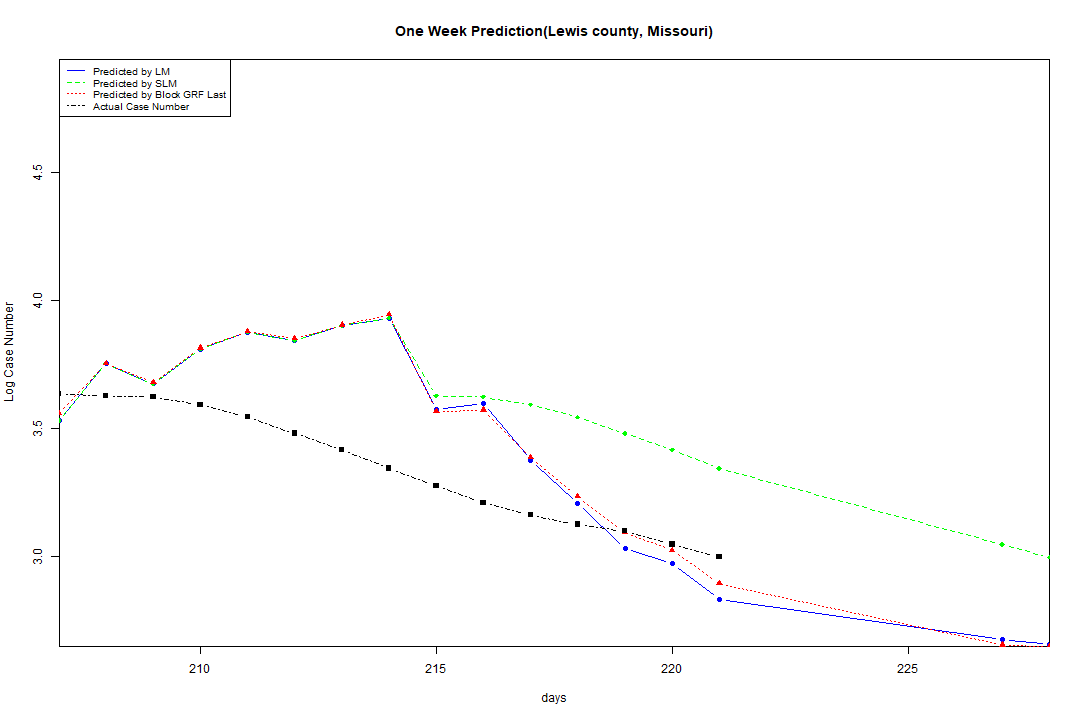 One Week Prediction(Lewis county, Missouri)
Predicted by LM
Predicted by SLM
Predicted by Block GRF Last
Actual Case Number
4.5
4.0
3.5
3.0
Log Case Number
210 215 220 225
days